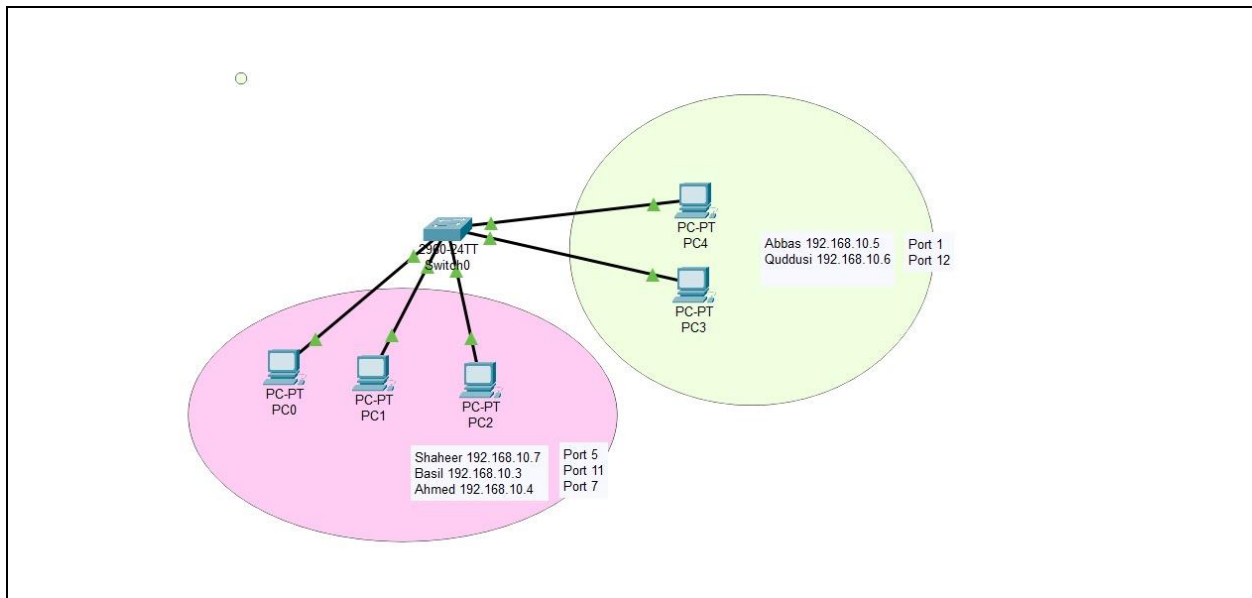 PC-PT
PC4
Abbas 192.168.10.5
Quddusi 192.168.10.6
Port 1
Port 12
2960-24TT
Switch0
PC-PT
PC3
PC-PT
PC0
PC-PT
PC1
PC-PT
PC2
Shaheer 192.168.10.7
Basil 192.168.10.3
Ahmed 192.168.10.4
Port 5
Port 11
Port 7